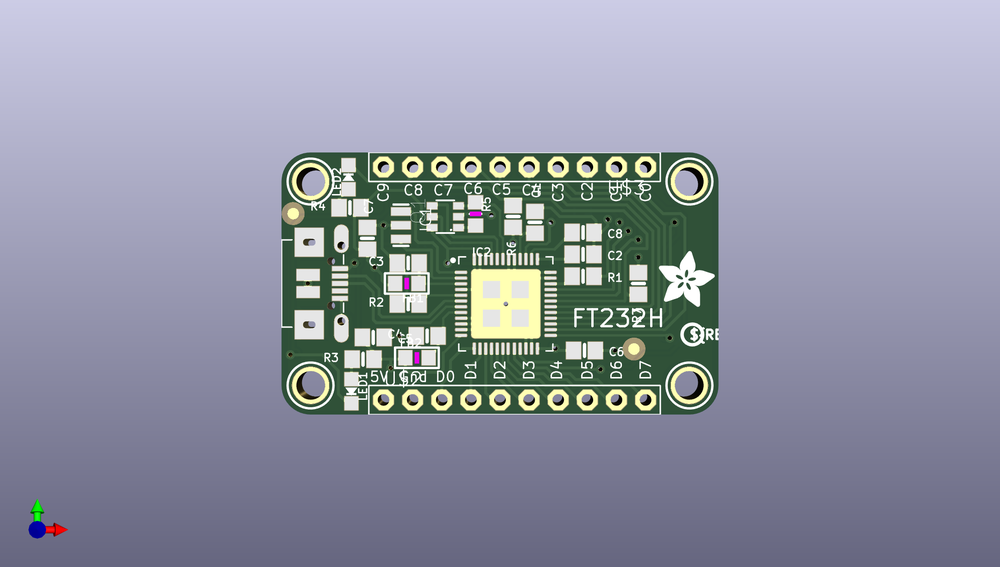 LED2
C9 C8 C7 C6 C5 C4 C3 C2 C1 C0
R4
R5
IC1
C8
C3
IC2
R6
C2
R1
R2
FT232H
R3
C6
5V Gnd D0 D1 D2 D3 D4 D5 D6 D7
LED1